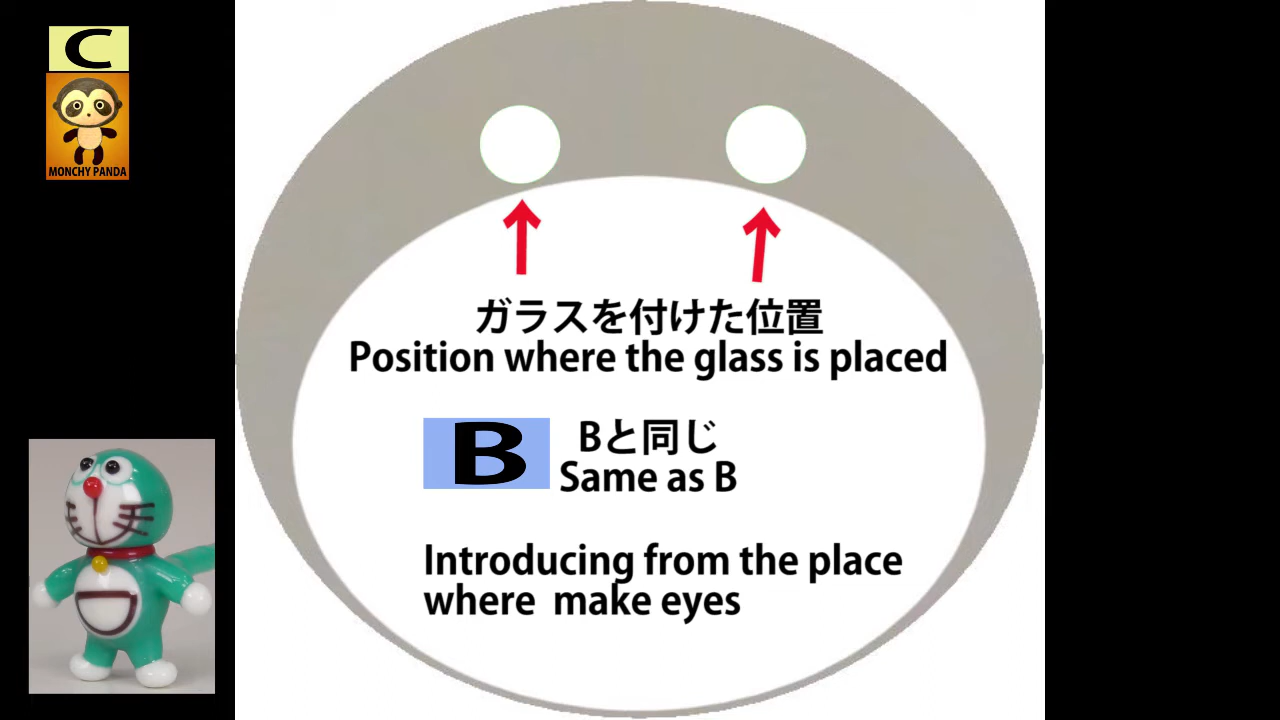 C
MONCHY PANDA
ガラスを付けた位置
Position where the glass is placed
B
Bと同じ
Same as B
Introducing from the place
where make eyes